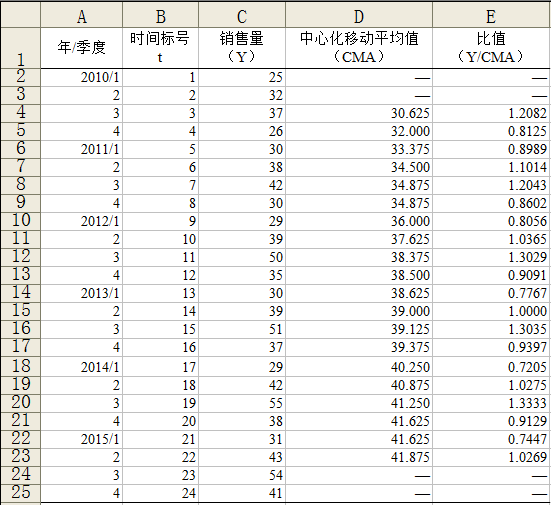 A B C D E
1 年/季度 时间标号 t 销售量 （Y） 中心化移动平均值 （CMA） 比值 （Y/CMA）
2 2010/1 1 25 — —
3 2 2 32 — —
4 3 3 37 30.625 1.2082
5 4 4 26 32.000 0.8125
6 2011/1 5 30 33.375 0.8989
7 2 6 38 34.500 1.1014
8 3 7 42 34.875 1.2043
9 4 8 30 34.875 0.8602
10 2012/1 9 29 36.000 0.8056
11 2 10 39 37.625 1.0365
12 3 11 50 38.375 1.3029
13 4 12 35 38.500 0.9091
14 2013/1 13 30 38.625 0.7767
15 2 14 39 39.000 1.0000
16 3 15 51 39.125 1.3035
17 4 16 37 39.375 0.9397
18 2014/1 17 29 40.250 0.7205
19 2 18 42 40.875 1.0275
20 3 19 55 41.250 1.3333
21 4 20 38 41.625 0.9129
22 2015/1 21 31 41.625 0.7447
23 2 22 43 41.875 1.0269
24 3 23 54 — —
25 4 24 41 — —